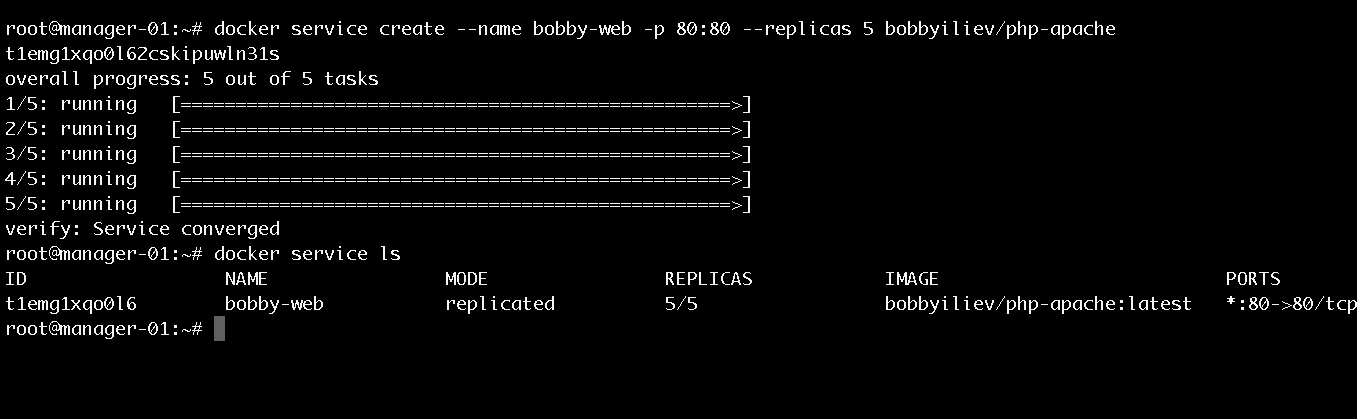 root@manager-01:~# docker service create --name bobby-web -p 80:80 --replicas 5 bobbyiliev/php-apache
t1emg1xqo0l62cskipuwln31s
overall progress: 5 out of 5 tasks
1/5: running   [==================================================>]
2/5: running   [==================================================>]
3/5: running   [==================================================>]
4/5: running   [==================================================>]
5/5: running   [==================================================>]
verify: Service converged
root@manager-01:~# docker service ls
ID                  NAME                MODE                REPLICAS            IMAGE                          PORTS
t1emg1xqo0l6        bobby-web           replicated          5/5                 bobbyiliev/php-apache:latest   *:80->80/tcp
root@manager-01:~#